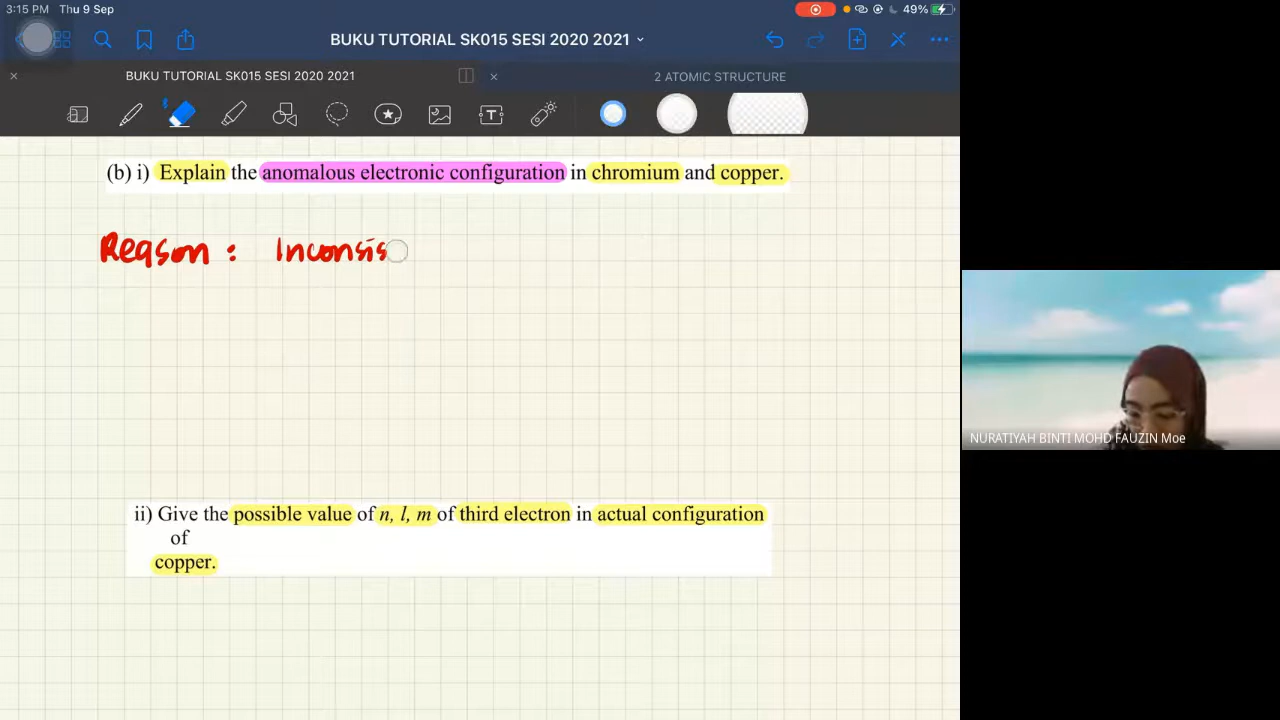 3:15 PM Thu 9 Sep
49%
BUKU TUTORIAL SK015 SESI 2020 2021
BUKU TUTORIAL SK015 SESI 2020 2021
2 ATOMIC STRUCTURE
T
(b) i) Explain the anomalous electronic configuration in chromium and copper.
Reason : Inconsis
NURATIYAH BINTI MOHD FAUZIN Moe
ii) Give the possible value of n, l, m of third electron in actual configuration
of
copper.